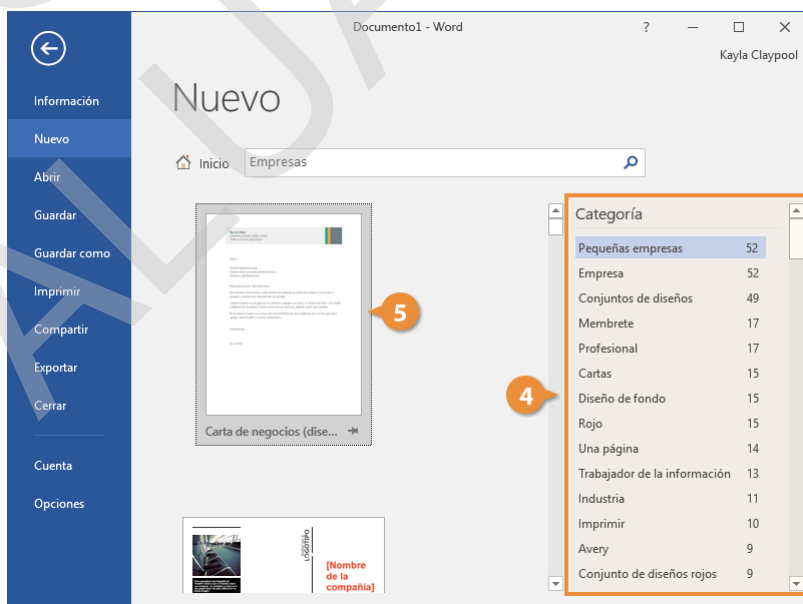 Documento1 - Word
?
Kayla Claypool
Información
Nuevo
Abrir
Guardar
Guardar como
Imprimir
Compartir
Exportar
Cerrar
Cuenta
Opciones
Nuevo
Inicio
Empresas
5
Carta de negocios (dise...
LOGOTIPO
[Nombre
de la
compañía]
4
Categoría
Pequeñas empresas 52
Empresa 52
Conjuntos de diseños 49
Membrete 17
Profesional 17
Cartas 15
Diseño de fondo 15
Rojo 15
Una página 14
Trabajador de la información 13
Industria 11
Imprimir 10
Avery 9
Conjunto de diseños rojos 9